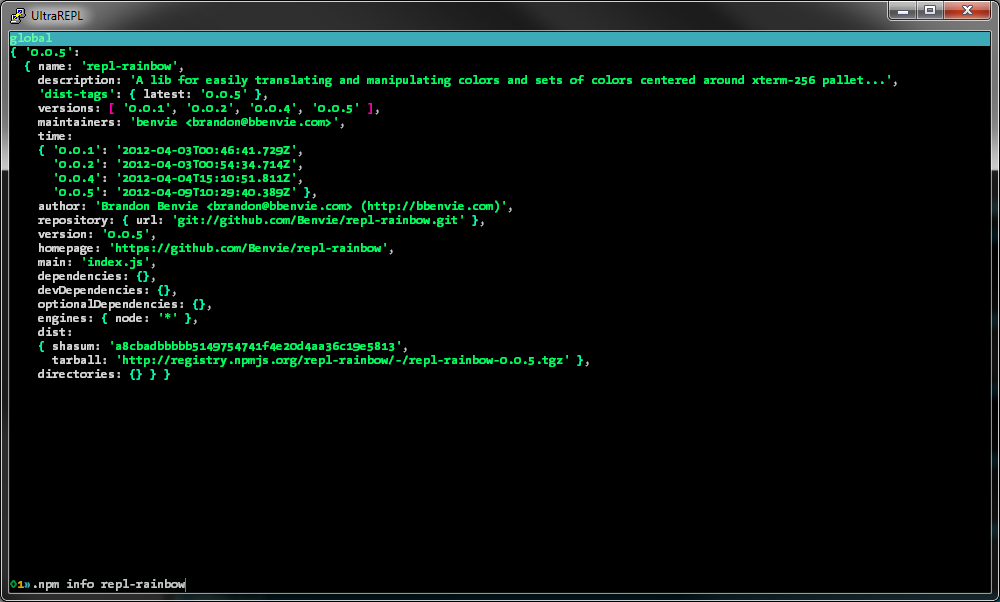 UltraREPL
global
{ '0.0.5':
  { name: 'repl-rainbow',
    description: 'A lib for easily translating and manipulating colors and sets of colors centered around xterm-256 pallet...',
    'dist-tags': { latest: '0.0.5' },
    versions: [ '0.0.1', '0.0.2', '0.0.4', '0.0.5' ],
    maintainers: 'benvie <brandon@bbenvie.com>',
    time:
    { '0.0.1': '2012-04-03T00:46:41.729Z',
      '0.0.2': '2012-04-03T00:54:34.714Z',
      '0.0.4': '2012-04-04T15:10:51.811Z',
      '0.0.5': '2012-04-09T10:29:40.389Z' },
    author: 'Brandon Benvie <brandon@bbenvie.com> (http://bbenvie.com)',
    repository: { url: 'git://github.com/Benvie/repl-rainbow.git' },
    version: '0.0.5',
    homepage: 'https://github.com/Benvie/repl-rainbow',
    main: 'index.js',
    dependencies: {},
    devDependencies: {},
    optionalDependencies: {},
    engines: { node: '*' },
    dist:
    { shasum: 'a8cbadbbbbb5149754741f4e20d4aa36c19e5813',
      tarball: 'http://registry.npmjs.org/repl-rainbow/-/repl-rainbow-0.0.5.tgz' },
    directories: {} } }
01».npm info repl-rainbow